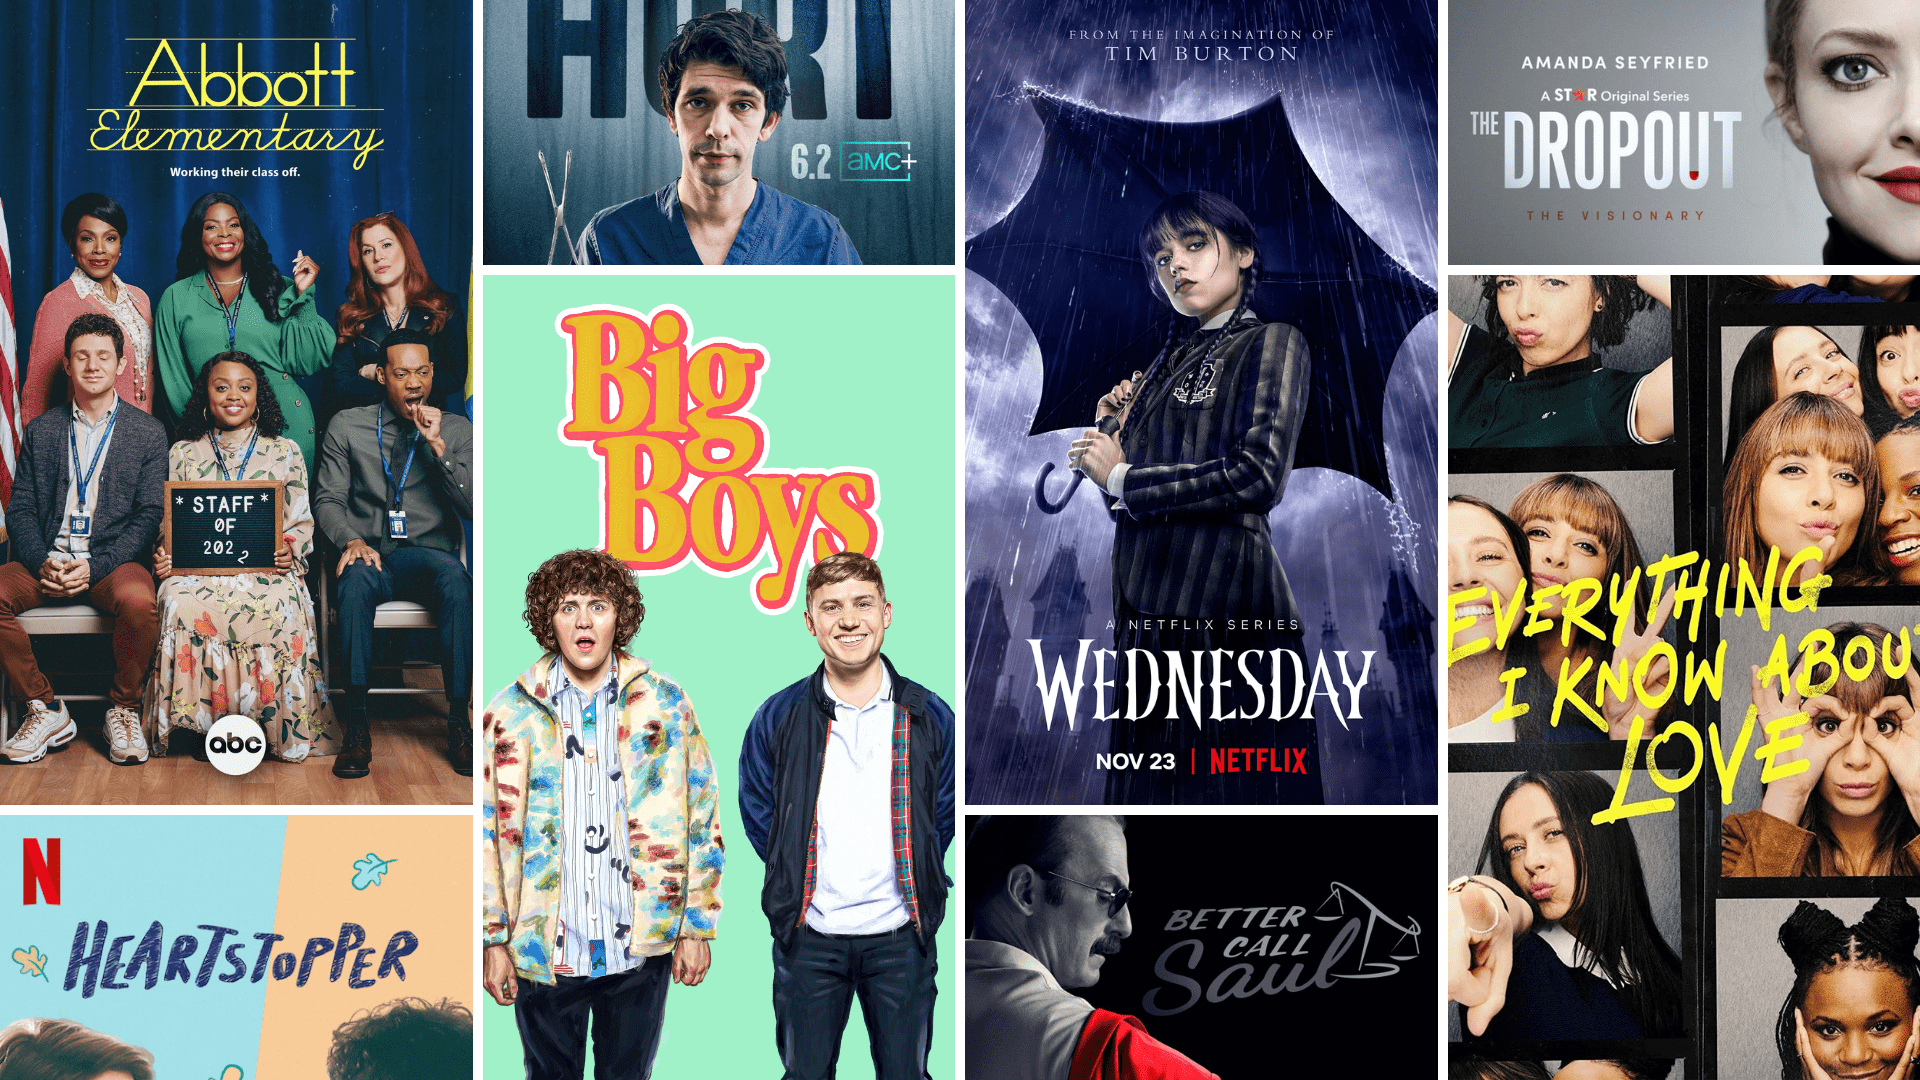 Abbott
Elementary
Working their class off.
* STAFF *
OF
2022
abc
N
HEARTSTOPPER
HURT
6.2 aMC+
Big
Boys
FROM THE IMAGINATION OF
TIM BURTON
A NETFLIX SERIES
WEDNESDAY
NOV 23 | NETFLIX
BETTER
CALL
Saul
AMANDA SEYFRIED
A STAR Original Series
THE DROPOUT
THE VISIONARY
EVERYTHING
I KNOW ABOUT
LOVE